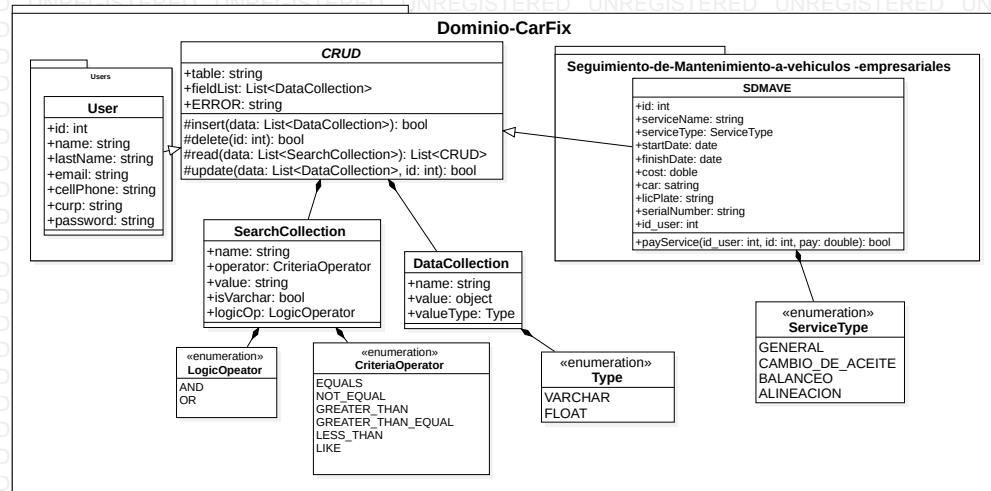 UNREGISTERED UNREGISTERED UNREGISTERED UNREGISTERED UNREGISTERED
Dominio-CarFix
Users
User
+id: int
+name: string
+lastName: string
+email: string
+cellPhone: string
+curp: string
+password: string
CRUD
+table: string
+fieldList: List<DataCollection>
+ERROR: string
#insert(data: List<DataCollection>): bool
#delete(id: int): bool
#read(data: List<SearchCollection>): List<CRUD>
#update(data: List<DataCollection>, id: int): bool
Seguimiento-de-Mantenimiento-a-vehiculos -empresariales
SDMAVE
+id: int
+serviceName: string
+serviceType: ServiceType
+startDate: date
+finishDate: date
+cost: doble
+car: satring
+licPlate: string
+serialNumber: string
+id_user: int
+payService(id_user: int, id: int, pay: double): bool
SearchCollection
+name: string
+operator: CriteriaOperator
+value: string
+isVarchar: bool
+logicOp: LogicOperator
DataCollection
+name: string
+value: object
+valueType: Type
«enumeration»
LogicOpeator
AND
OR
«enumeration»
CriteriaOperator
EQUALS
NOT_EQUAL
GREATER_THAN
GREATER_THAN_EQUAL
LESS_THAN
LIKE
«enumeration»
Type
VARCHAR
FLOAT
«enumeration»
ServiceType
GENERAL
CAMBIO_DE_ACEITE
BALANCEO
ALINEACION